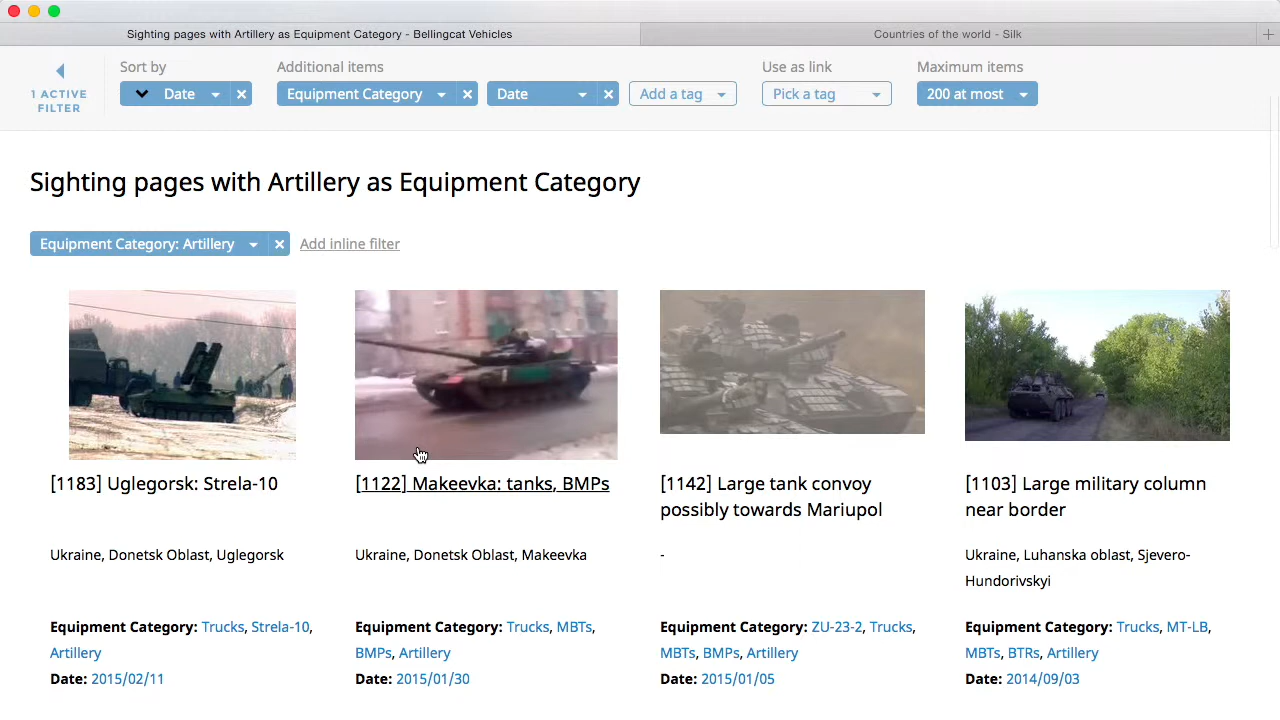 Sighting pages with Artillery as Equipment Category - Bellingcat Vehicles
Countries of the world - Silk
1 ACTIVE
FILTER
Sort by
Additional items
Use as link
Maximum items
Date
Equipment Category
Date
Add a tag
Pick a tag
200 at most
Sighting pages with Artillery as Equipment Category
Equipment Category: Artillery
Add inline filter
[1183] Uglegorsk: Strela-10
Ukraine, Donetsk Oblast, Uglegorsk
Equipment Category: Trucks, Strela-10,
Artillery
Date: 2015/02/11
[1122] Makeevka: tanks, BMPs
Ukraine, Donetsk Oblast, Makeevka
Equipment Category: Trucks, MBTs,
BMPs, Artillery
Date: 2015/01/30
[1142] Large tank convoy
possibly towards Mariupol
-
Equipment Category: ZU-23-2, Trucks,
MBTs, BMPs, Artillery
Date: 2015/01/05
[1103] Large military column
near border
Ukraine, Luhanska oblast, Sjevero-
Hundorivskyi
Equipment Category: Trucks, MT-LB,
MBTs, BTRs, Artillery
Date: 2014/09/03